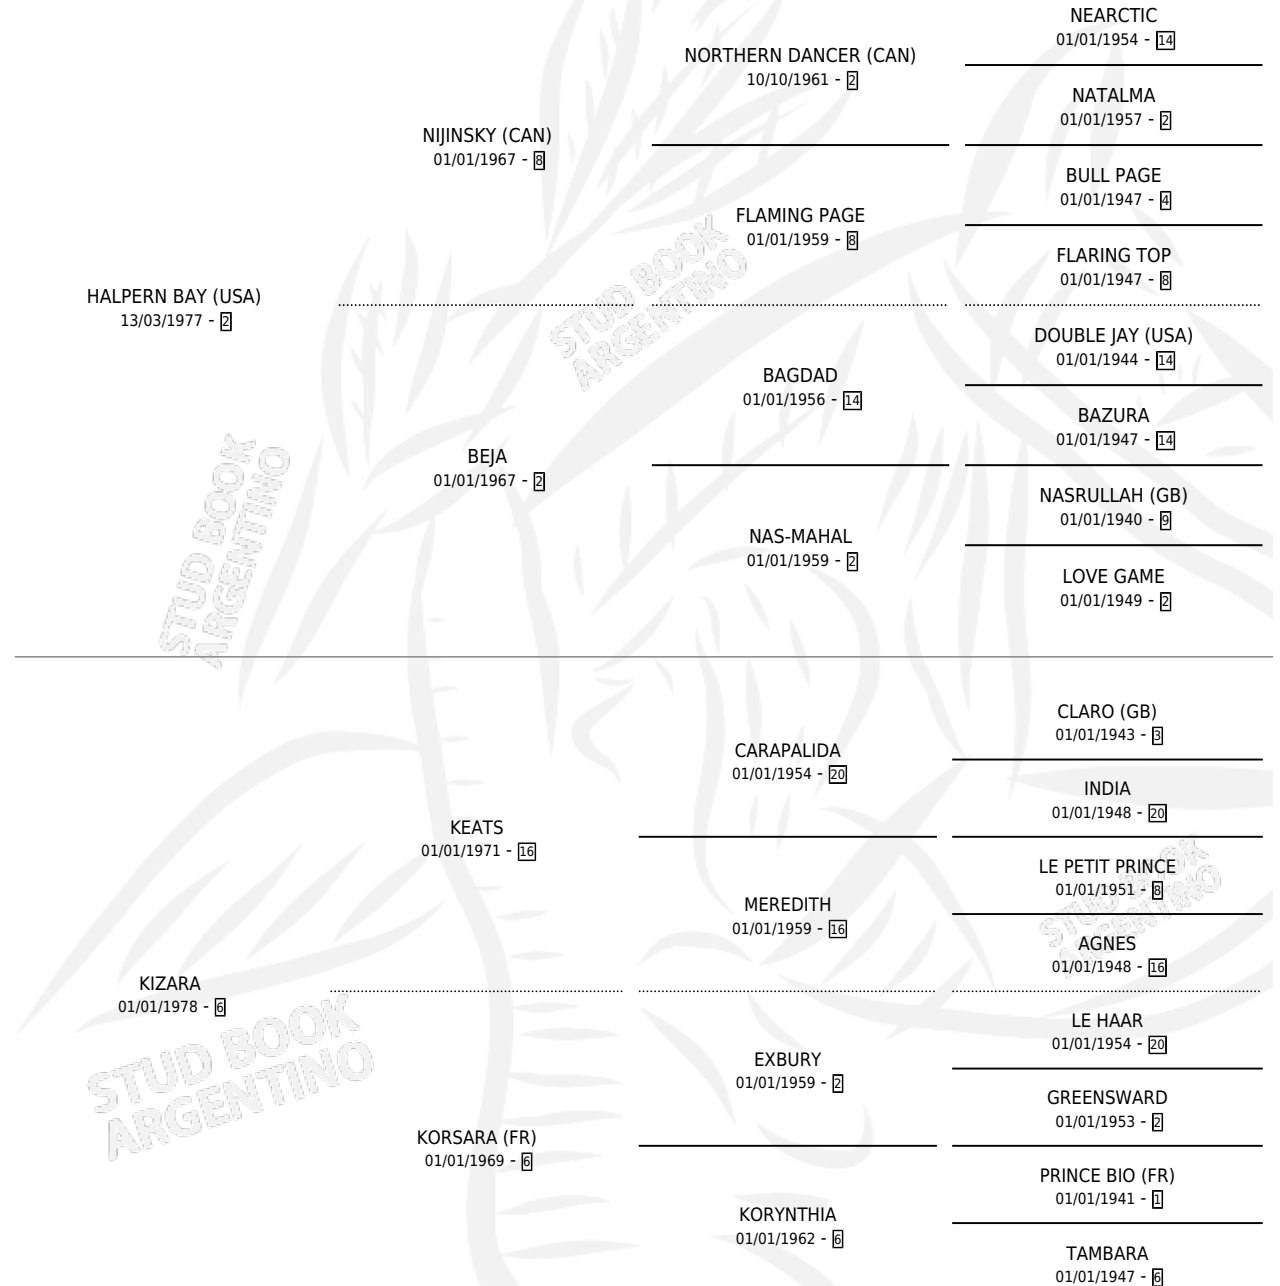 NEARCTIC
01/01/1954 - 14
NORTHERN DANCER (CAN)
10/10/1961 - 2
NATALMA
01/01/1957 - 2
NIJINSKY (CAN)
01/01/1967 - 8
BULL PAGE
01/01/1947 - 4
FLAMING PAGE
01/01/1959 - 8
FLARING TOP
01/01/1947 - 8
HALPERN BAY (USA)
13/03/1977 - 2
STUD BOOK
ARGENTINO
DOUBLE JAY (USA)
01/01/1944 - 14
BAGDAD
01/01/1956 - 14
BAZURA
01/01/1947 - 14
BEJA
01/01/1967 - 2
STUD BOOK
ARGENTINO
NASRULLAH (GB)
01/01/1940 - 9
NAS-MAHAL
01/01/1959 - 2
LOVE GAME
01/01/1949 - 2
CLARO (GB)
01/01/1943 - 3
CARAPALIDA
01/01/1954 - 20
INDIA
01/01/1948 - 20
KEATS
01/01/1971 - 16
LE PETIT PRINCE
01/01/1951 - 8
STUD BOOK
ARGENTINO
MEREDITH
01/01/1959 - 16
AGNES
01/01/1948 - 16
KIZARA
01/01/1978 - 6
STUD BOOK
ARGENTINO
LE HAAR
01/01/1954 - 20
EXBURY
01/01/1959 - 2
GREENSWARD
01/01/1953 - 2
KORSARA (FR)
01/01/1969 - 6
PRINCE BIO (FR)
01/01/1941 - 1
KORYNTHIA
01/01/1962 - 6
TAMBARA
01/01/1947 - 6